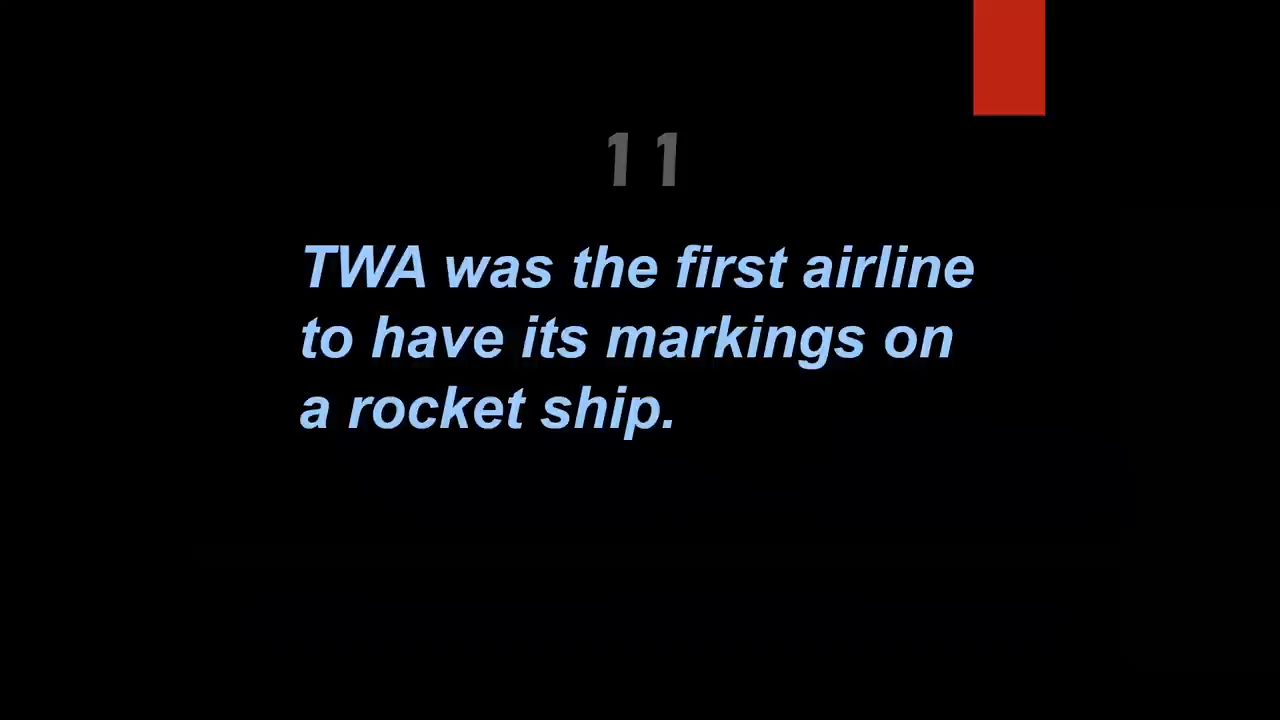 11
TWA was the first airline
to have its markings on
a rocket ship.